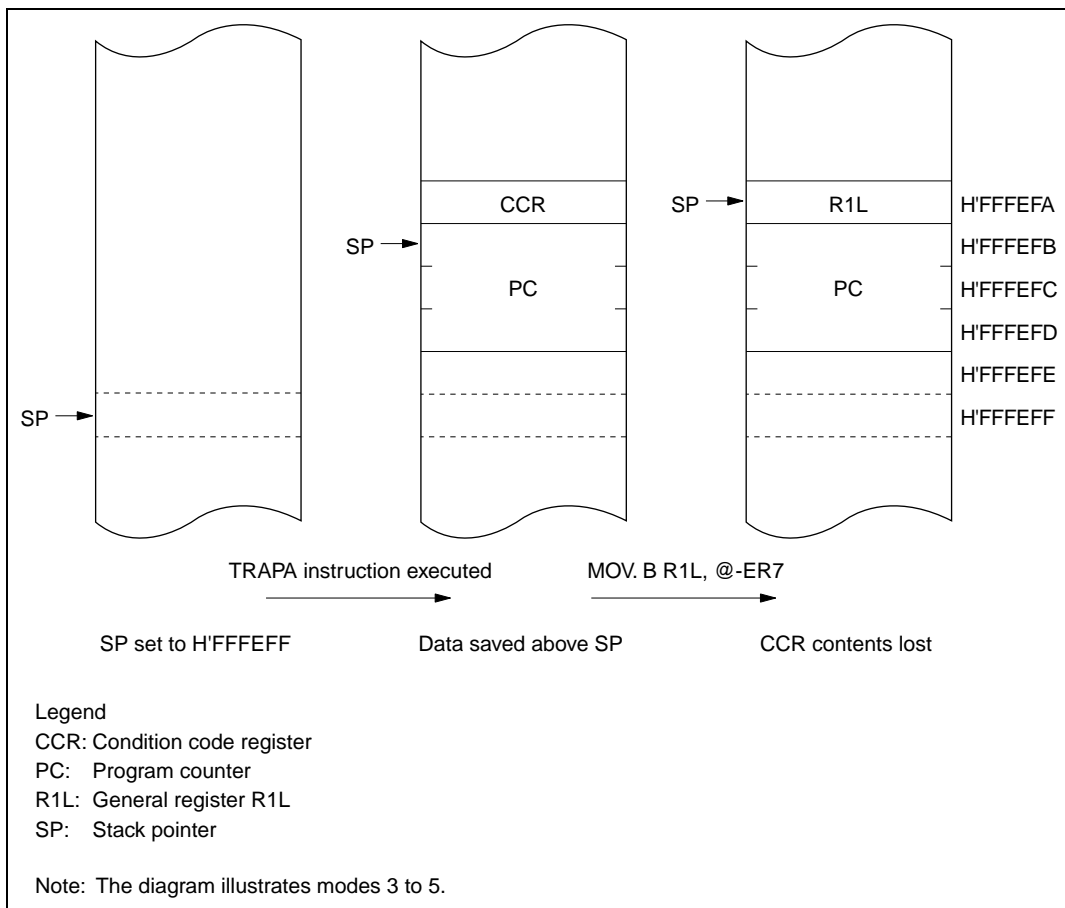 CCR
SP
R1L
H'FFFEFA
SP
H'FFFEFB
PC
PC
H'FFFEFC
H'FFFEFD
H'FFFEFE
SP
H'FFFEFF
TRAPA instruction executed
MOV. B R1L, @-ER7
SP set to H'FFFEFF
Data saved above SP
CCR contents lost
Legend
CCR: Condition code register
PC: Program counter
R1L: General register R1L
SP: Stack pointer
Note: The diagram illustrates modes 3 to 5.